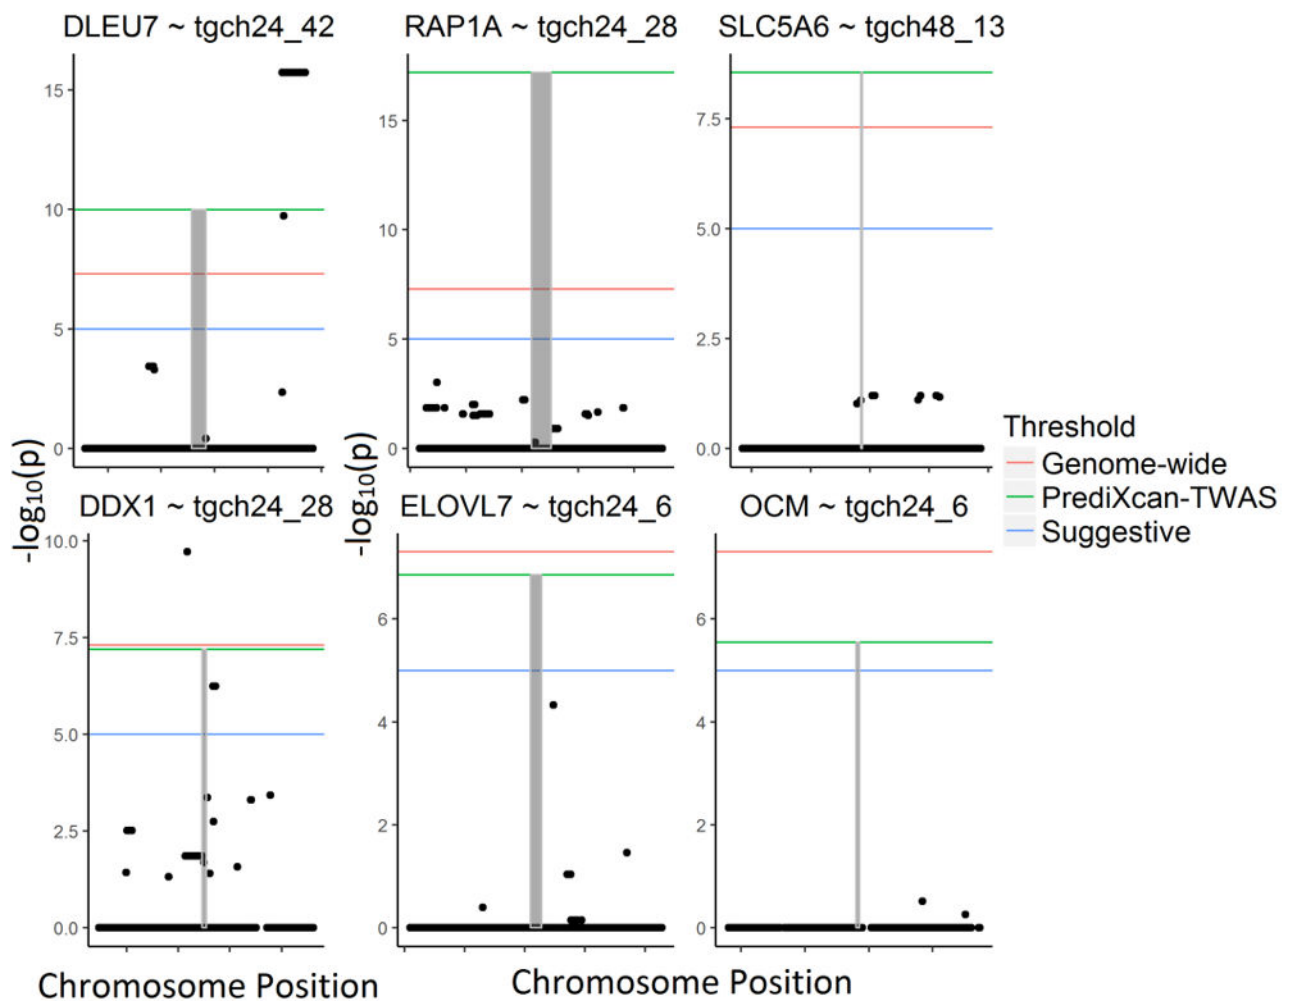 DLEU7 ~ tgch24_42
RAP1A ~ tgch24_28
SLC5A6 ~ tgch48_13
15
10
5
0
15
10
5
0
7.5
5.0
2.5
0.0
-log₁₀(p)
-log₁₀(p)
Threshold
Genome-wide
PrediXcan-TWAS
Suggestive
DDX1 ~ tgch24_28
ELOVL7 ~ tgch24_6
OCM ~ tgch24_6
10.0
7.5
5.0
2.5
0.0
6
4
2
0
6
4
2
0
Chromosome Position
Chromosome Position